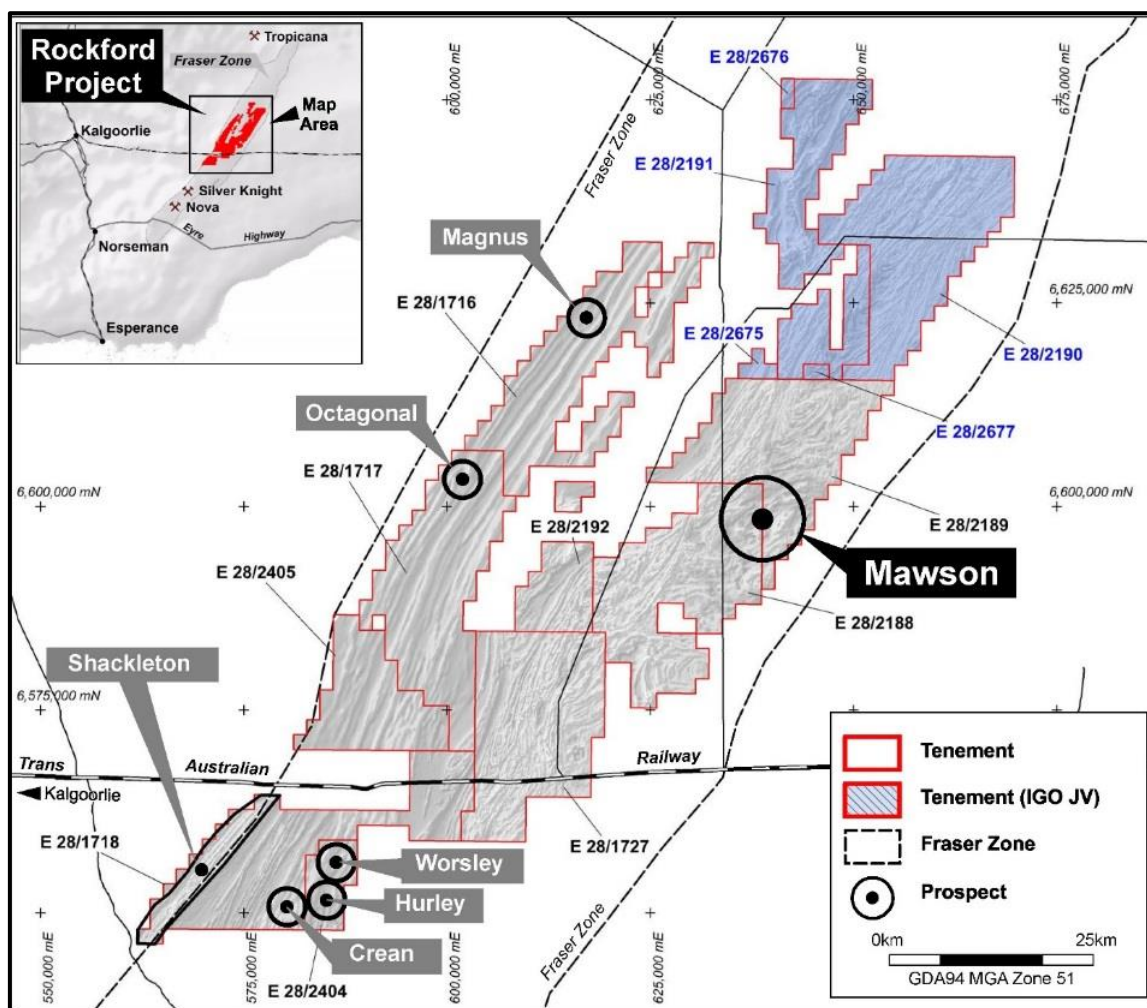 Rockford
Project
Tropicana
Fraser Zone
Map
Area
Kalgoorlie
Silver Knight
Nova
Norseman
Eyre
Highway
Esperance
600,000 mE
625,000 mE
650,000 mE
675,000 mE
Fraser Zone
E 28/2676
E 28/2191
Magnus
E 28/1716
6,625,000 mN
E 28/2675
E 28/2190
Octagonal
E 28/2677
E 28/1717
6,600,000 mN
6,600,000 mN
E 28/2192
E 28/2189
E 28/2405
Mawson
E 28/2188
Shackleton
6,575,000 mN
Trans
Australian
Railway
Kalgoorlie
E 28/1718
E 28/1727
Worsley
Hurley
Crean
E 28/2404
550,000 mE
575,000 mE
600,000 mE
625,000 mE
Fraser Zone
Tenement
Tenement (IGO JV)
Fraser Zone
Prospect
0km
25km
GDA94 MGA Zone 51